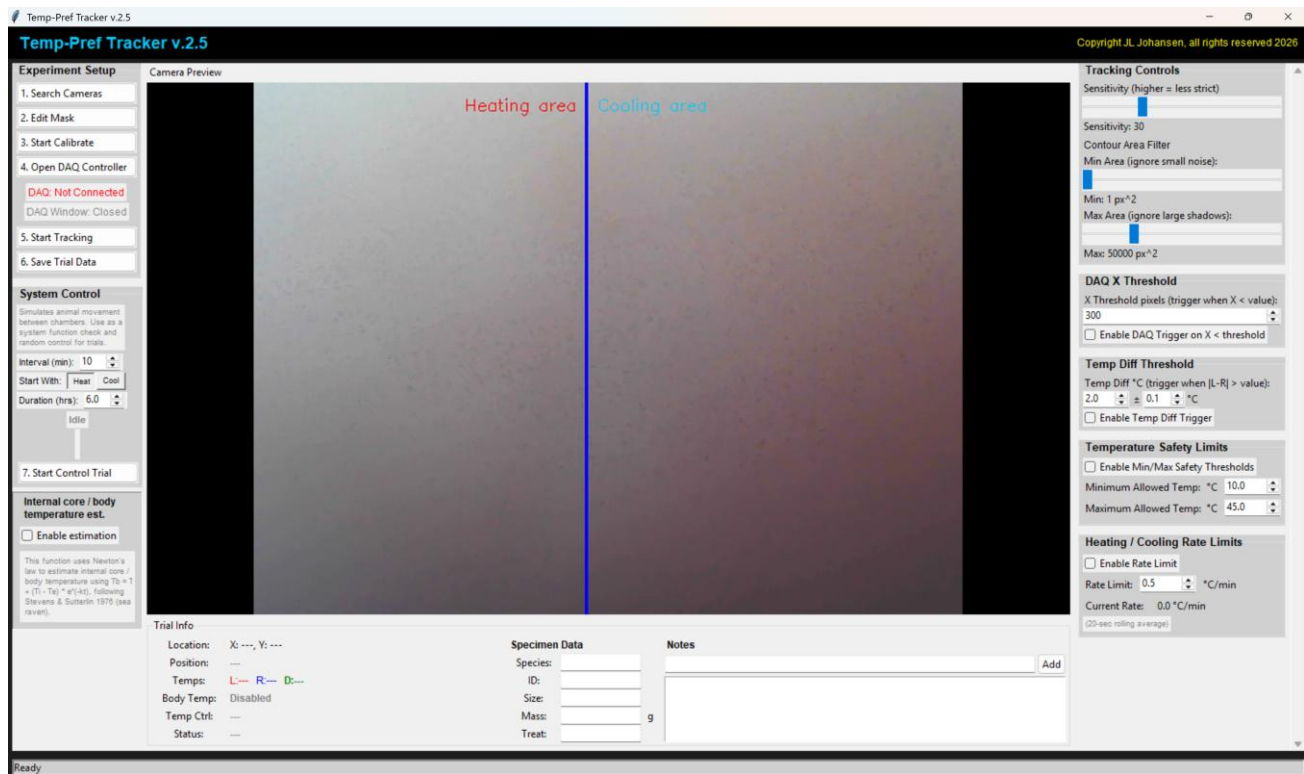 Temp-Pref Tracker v.2.5
Temp-Pref Tracker v.2.5
Copyright JL Johansen, all rights reserved 2026
Experiment Setup
1. Search Cameras
2. Edit Mask
3. Start Calibrate
4. Open DAQ Controller
DAQ: Not Connected
DAQ Window: Closed
5. Start Tracking
6. Save Trial Data
System Control
Simulates animal movement
between chambers. Use as a
system function check and
random control for trials.
Interval (min): 10
Start With: Heat Cool
Duration (hrs): 6.0
Idle
7. Start Control Trial
Internal core / body
temperature est.
Enable estimation
This function uses Newton's
law to estimate internal core /
body temperature using Tb = T
+ (Ti - Te) * e^(-kt), following
Stevens & Sutterlin 1976 (sea
raven).
Camera Preview
Heating area
Cooling area
Trial Info
Location: X: ---, Y: ---
Position: ---
Temps: L:--- R:--- D:---
Body Temp: Disabled
Temp Ctrl: ---
Status: ---
Specimen Data
Species:
ID:
Size:
Mass: g
Treat:
Notes
Add
Tracking Controls
Sensitivity (higher = less strict)
Sensitivity: 30
Contour Area Filter
Min Area (ignore small noise):
Min: 1 px^2
Max Area (ignore large shadows):
Max: 50000 px^2
DAQ X Threshold
X Threshold pixels (trigger when X < value):
300
Enable DAQ Trigger on X < threshold
Temp Diff Threshold
Temp Diff °C (trigger when |L-R| > value):
2.0 ± 0.1 °C
Enable Temp Diff Trigger
Temperature Safety Limits
Enable Min/Max Safety Thresholds
Minimum Allowed Temp: °C 10.0
Maximum Allowed Temp: °C 45.0
Heating / Cooling Rate Limits
Enable Rate Limit
Rate Limit: 0.5 °C/min
Current Rate: 0.0 °C/min
(20-sec rolling average)
Ready